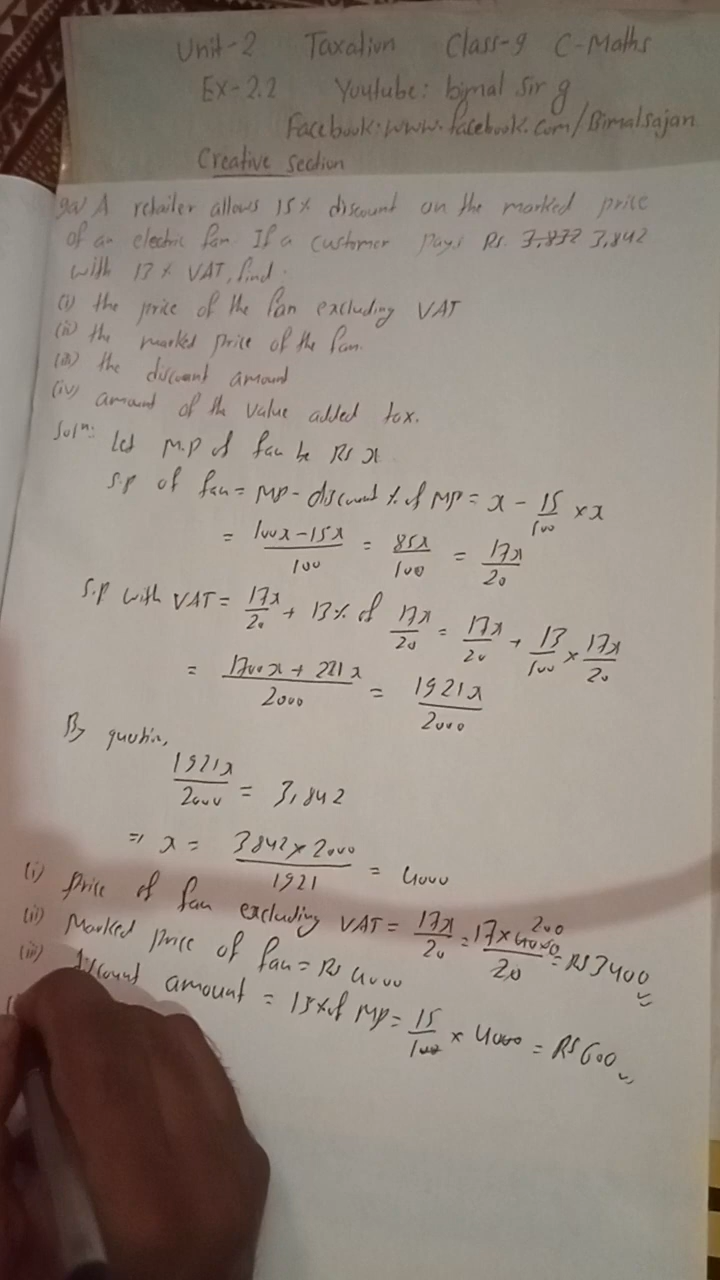 Unit-2 Taxation Class-9 C-Maths
Ex-2.2 Youtube: bimal Sir g
Facebook: www.facebook.com/Bimalsajan
Creative section
9a) A retailer allows 15% discount on the marked price
of an electric fan. If a customer pays Rs. 3,842
with 13% VAT, find.
(i) the price of the fan excluding VAT
(ii) the marked price of the fan.
(iii) the discount amount
(iv) amount of the value added tax.
Solⁿ: Let M.P of fan be Rs x
S.P of fan = MP - discount % of MP = x - 15/100 × x
= 100x-15x/100 = 85x/100 = 17x/20
S.P with VAT = 17x/20 + 13% of 17x/20 = 17x/20 + 13/100 × 17x/20
= 1700x + 221x/2000 = 1921x/2000
By question,
1921x/2000 = 3,842
⇒ x = 3842×2000/1921 = 4000
(i) Price of fan excluding VAT = 17x/20 = 17×4000/20 200 = Rs 3400
(ii) Marked price of fan = Rs 4000
(iii) discount amount = 15% of MP = 15/100 × 4000 = Rs 600